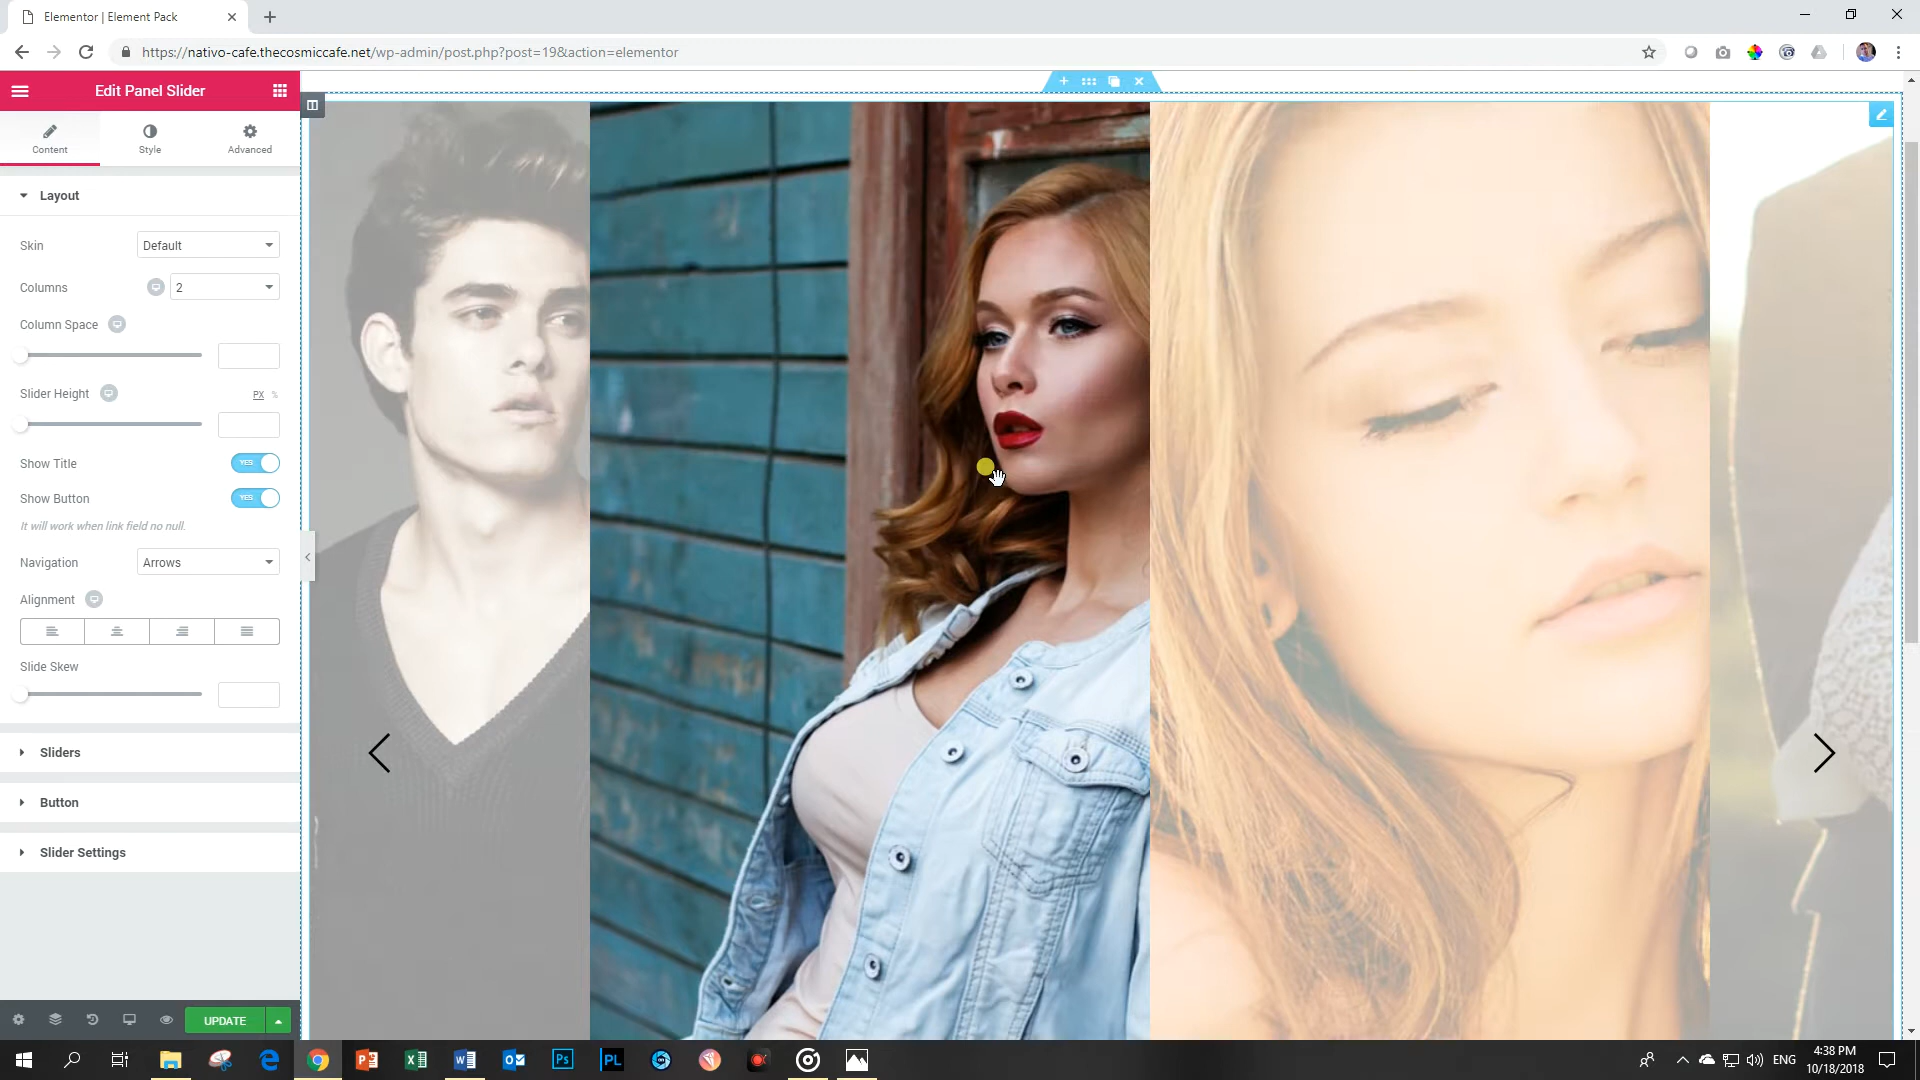 Elementor | Element Pack
https://nativo-cafe.thecosmiccafe.net/wp-admin/post.php?post=19&action=elementor
Edit Panel Slider
Content
Style
Advanced
Layout
Skin
Default
Columns
2
Column Space
Slider Height
PX
%
Show Title
YES
Show Button
YES
It will work when link field no null.
Navigation
Arrows
Alignment
Slide Skew
Sliders
Button
Slider Settings
UPDATE
Ps
PL
ENG
4:38 PM
10/18/2018